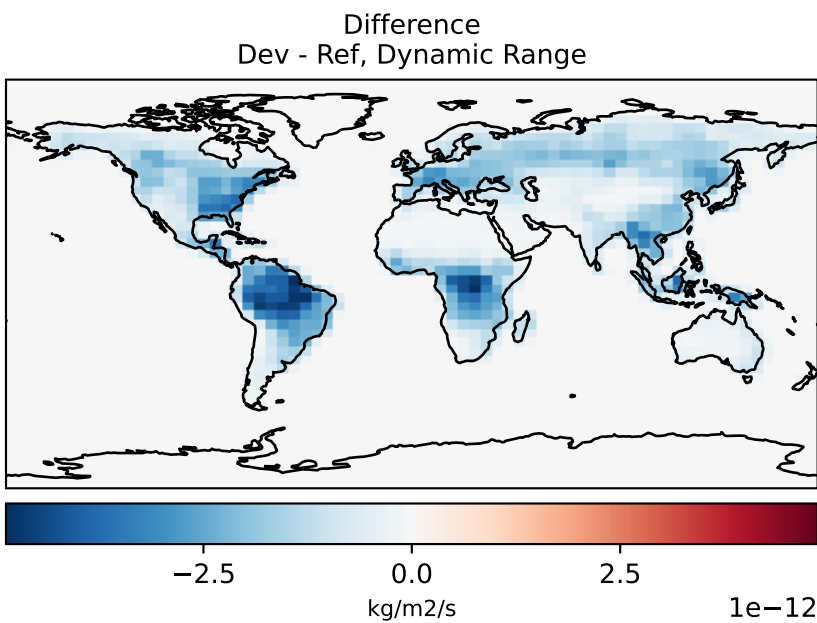 Difference
Dev - Ref, Dynamic Range
−2.5 0.0 2.5
kg/m2/s 1e−12